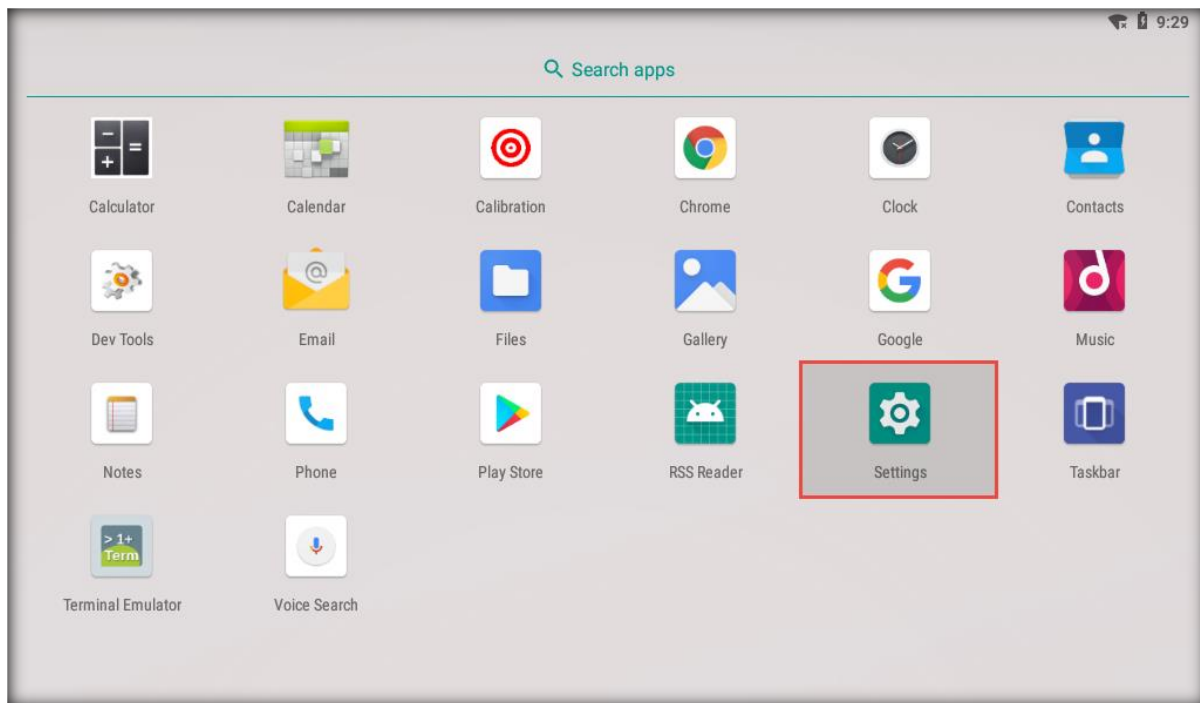 9:29
Search apps
Calculator Calendar Calibration Chrome Clock Contacts
@
Dev Tools Email Files Gallery Google Music
Notes Phone Play Store RSS Reader Settings Taskbar
> 1+
Term
Terminal Emulator Voice Search